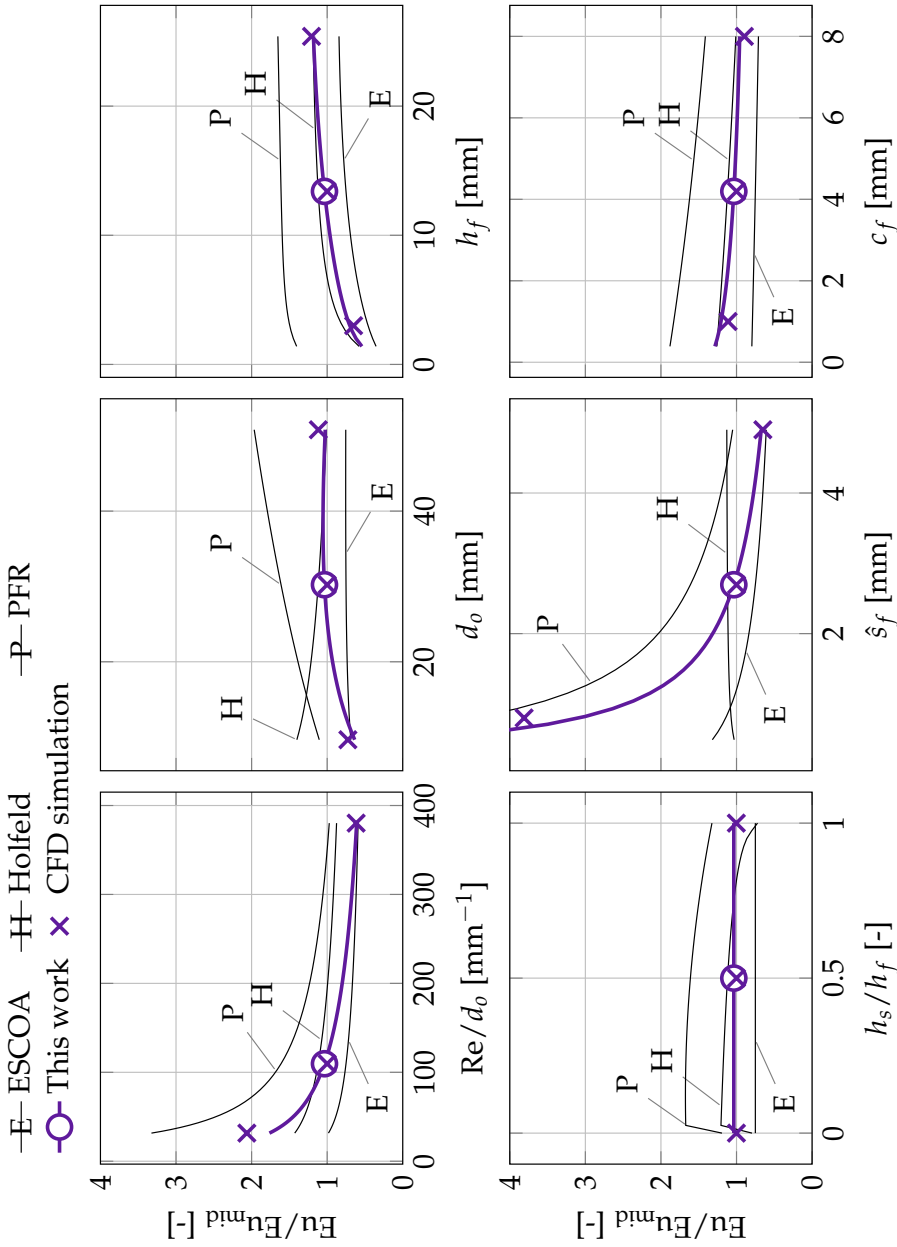 E ESCOA H Holfeld P PFR
This work CFD simulation
Eu/Eu_mid [-]
4
3
2
1
0
P
H
E
0 100 200 300 400
Re/d_o [mm⁻¹]
H
P
E
20 40
d_o [mm]
P
H
E
0 10 20
h_f [mm]
Eu/Eu_mid [-]
4
3
2
1
0
P
H
E
0 0.5 1
h_s/h_f [-]
P
H
E
2 4
ŝ_f [mm]
P
H
E
0 2 4 6 8
c_f [mm]